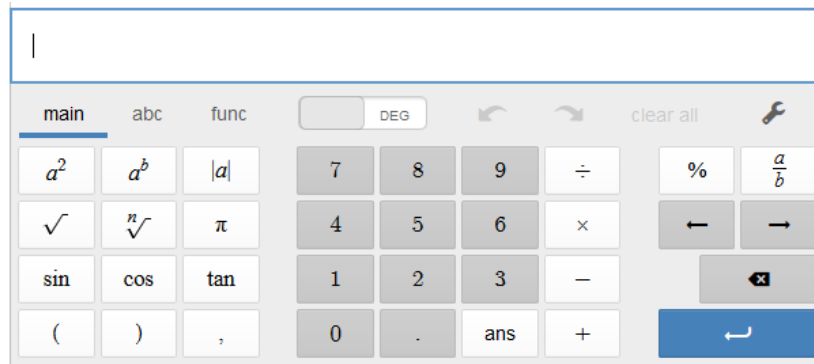 main abc func DEG clear all
a² aᵇ |a| 7 8 9 ÷ % a/b
√ ⁿ√ π 4 5 6 × ← →
sin cos tan 1 2 3 −
( ) , 0 . ans +